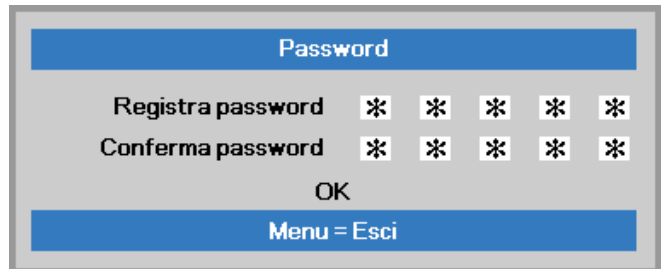 Password
Registra password * * * * *
Conferma password * * * * *
OK
Menu = Esci